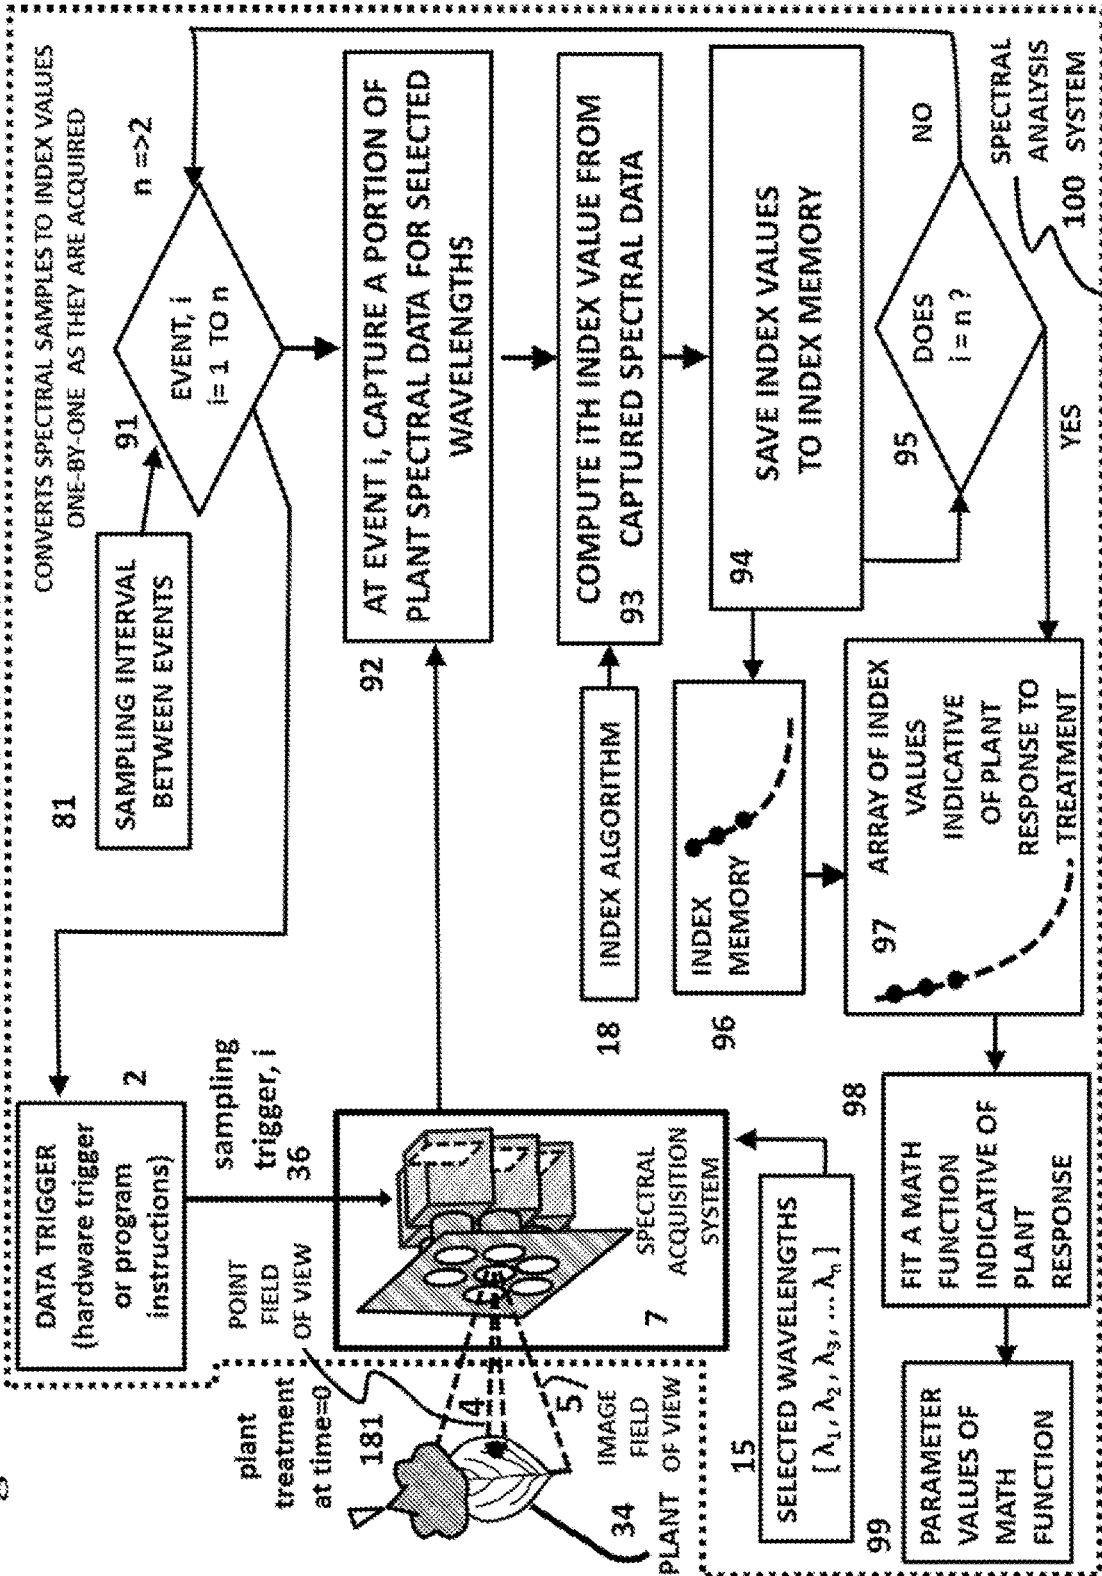 CONVERTS SPECTRAL SAMPLES TO INDEX VALUES
ONE-BY-ONE AS THEY ARE ACQUIRED
n =>2
81
SAMPLING INTERVAL
BETWEEN EVENTS
91
EVENT, i
i= 1 TO n
DATA TRIGGER
(hardware trigger
or program
instructions)
2
sampling
trigger, i
36
92
AT EVENT i, CAPTURE A PORTION OF
PLANT SPECTRAL DATA FOR SELECTED
WAVELENGTHS
plant
treatment
at time=0
181
POINT
FIELD
OF VIEW
4
5
IMAGE
FIELD
OF VIEW
34
PLANT
7
SPECTRAL
ACQUISITION
SYSTEM
18
INDEX ALGORITHM
COMPUTE iTH INDEX VALUE FROM
93 CAPTURED SPECTRAL DATA
94
SAVE INDEX VALUES
TO INDEX MEMORY
96
INDEX
MEMORY
95
DOES
i = n ?
NO
YES
15
SELECTED WAVELENGTHS
[ λ1 , λ2 , λ3 , ... λn ]
97
ARRAY OF INDEX
VALUES
INDICATIVE
OF PLANT
RESPONSE TO
TREATMENT
98
FIT A MATH
FUNCTION
INDICATIVE OF
PLANT
RESPONSE
99
PARAMETER
VALUES OF
MATH
FUNCTION
SPECTRAL
ANALYSIS
100 SYSTEM